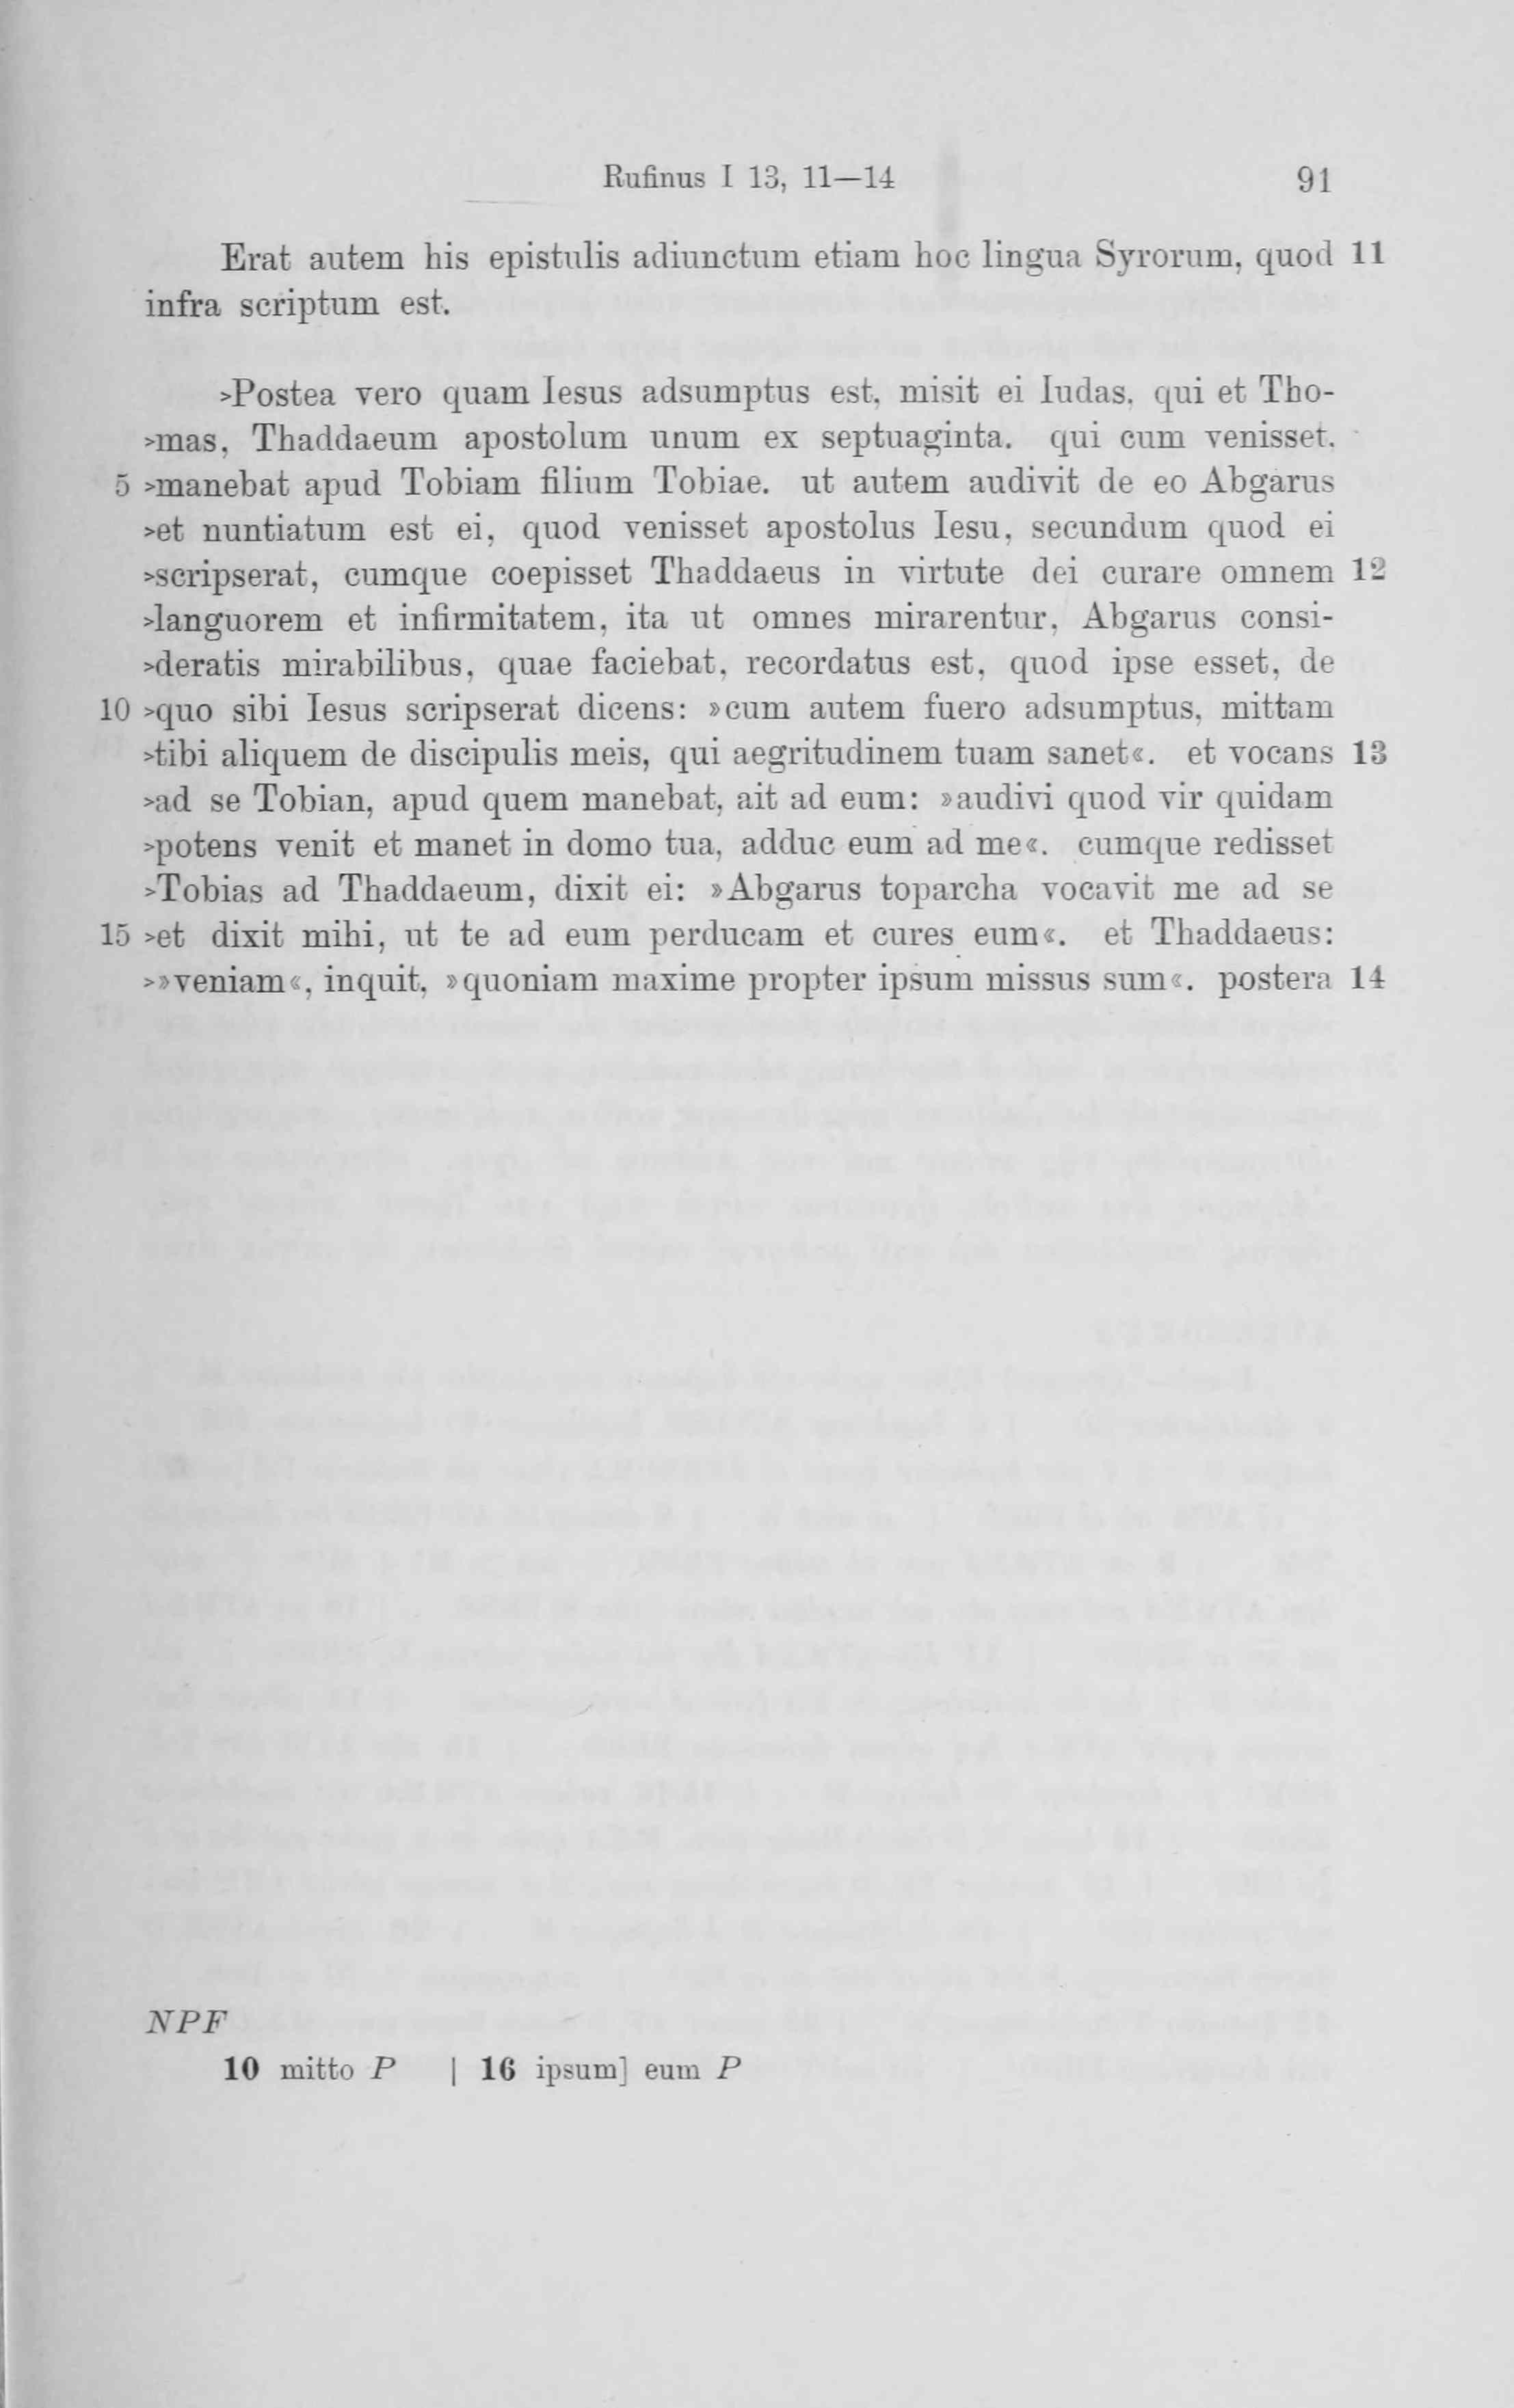 Rufinus I 13, 11—14 91
Erat autem his epistulis adiunctum etiam hoc lingua Syrorum, quod 11
infra scriptum est.
>Postea vero quam Iesus adsumptus est, misit ei Iudas, qui et Tho-
>mas, Thaddaeum apostolum unum ex septuaginta. qui cum venisset,
5 >manebat apud Tobiam filium Tobiae. ut autem audivit de eo Abgarus
>et nuntiatum est ei, quod venisset apostolus Iesu, secundum quod ei
>scripserat, cumque coepisset Thaddaeus in virtute dei curare omnem 12
>languorem et infirmitatem, ita ut omnes mirarentur, Abgarus consi-
>deratis mirabilibus, quae faciebat, recordatus est, quod ipse esset, de
10 >quo sibi Iesus scripserat dicens: »cum autem fuero adsumptus, mittam
>tibi aliquem de discipulis meis, qui aegritudinem tuam sanet«. et vocans 13
>ad se Tobian, apud quem manebat, ait ad eum: »audivi quod vir quidam
>potens venit et manet in domo tua, adduc eum ad me«. cumque redisset
>Tobias ad Thaddaeum, dixit ei: »Abgarus toparcha vocavit me ad se
15 >et dixit mihi, ut te ad eum perducam et cures eum«. et Thaddaeus:
>»veniam«, inquit, »quoniam maxime propter ipsum missus sum«. postera 14
NPF
10 mitto P | 16 ipsum] eum P